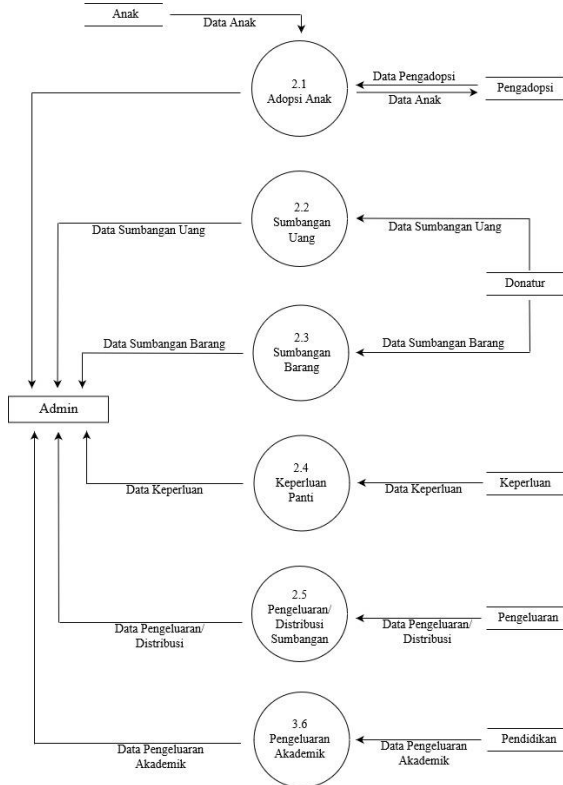 Anak
Data Anak
2.1
Adopsi Anak
Data Pengadopsi
Data Anak
Pengadopsi
2.2
Sumbangan
Uang
Data Sumbangan Uang
Data Sumbangan Uang
Donatur
2.3
Sumbangan
Barang
Data Sumbangan Barang
Data Sumbangan Barang
Admin
2.4
Keperluan
Panti
Data Keperluan
Data Keperluan
Keperluan
2.5
Pengeluaran/
Distribusi
Sumbangan
Data Pengeluaran/
Distribusi
Data Pengeluaran/
Distribusi
Pengeluaran
3.6
Pengeluaran
Akademik
Data Pengeluaran
Akademik
Data Pengeluaran
Akademik
Pendidikan